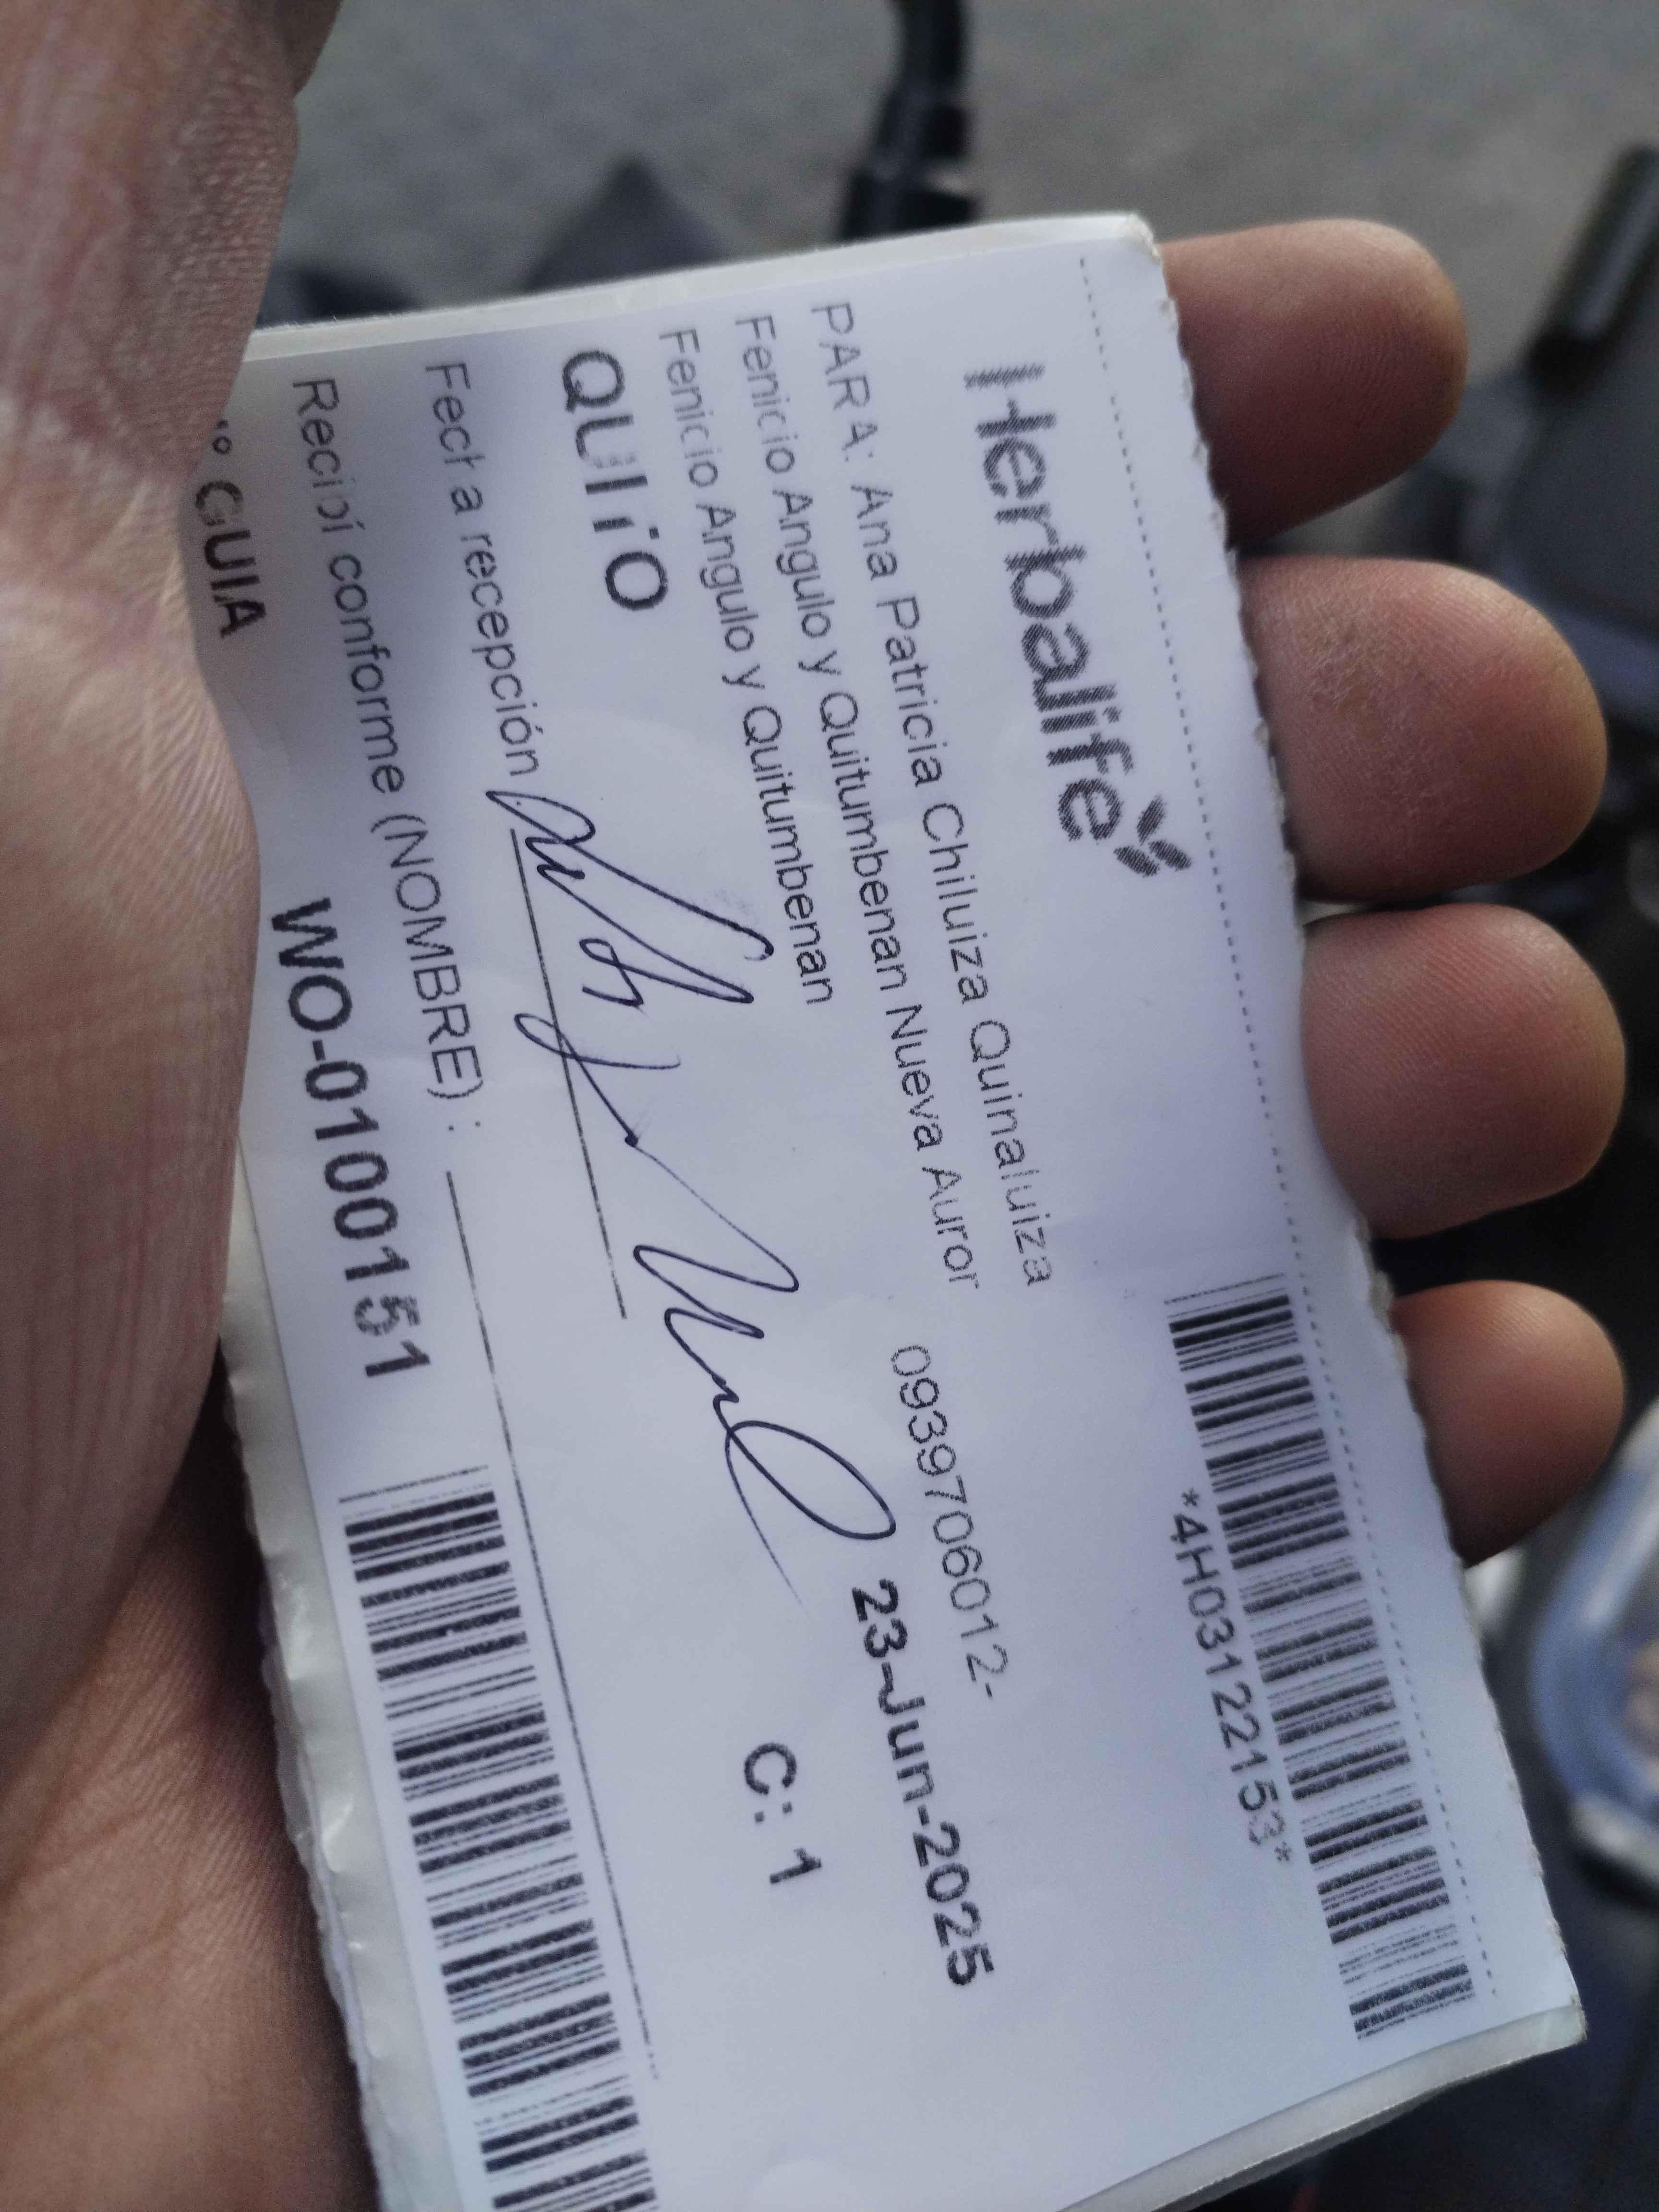 Herbalife
*4H03122153*
PARA: Ana Patricia Chiluiza Quinaluiza
Fenicio Angulo y Quitumbenan Nueva Auror
0939706012-
Fenicio Angulo y Quitumbenan
QUITO
23-Jun-2025
C: 1
Fecha recepción
Recibí conforme (NOMBRE) :
GUIA
WO-0100151